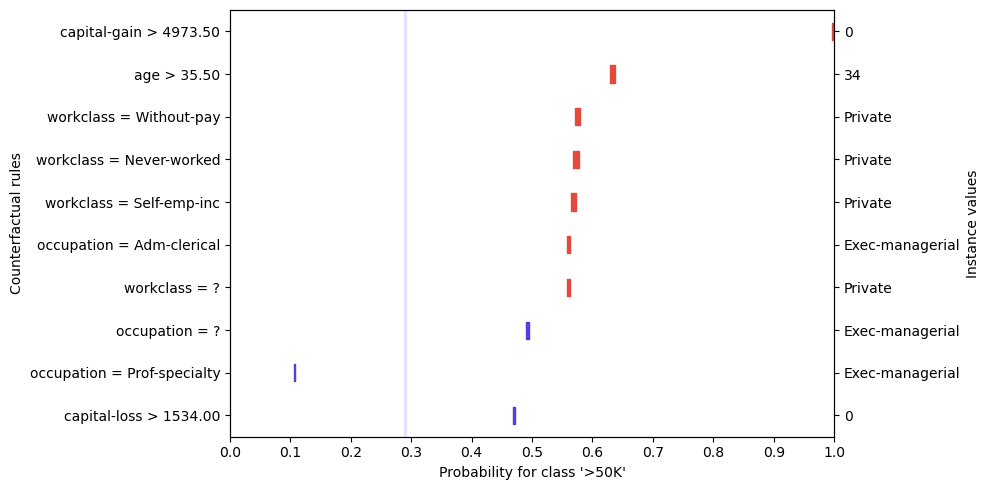 Counterfactual rules
capital-gain > 4973.50
age > 35.50
workclass = Without-pay
workclass = Never-worked
workclass = Self-emp-inc
occupation = Adm-clerical
workclass = ?
occupation = ?
occupation = Prof-specialty
capital-loss > 1534.00
0
34
Private
Private
Private
Exec-managerial
Private
Exec-managerial
Exec-managerial
0
Instance values
0.0 0.1 0.2 0.3 0.4 0.5 0.6 0.7 0.8 0.9 1.0
Probability for class '>50K'